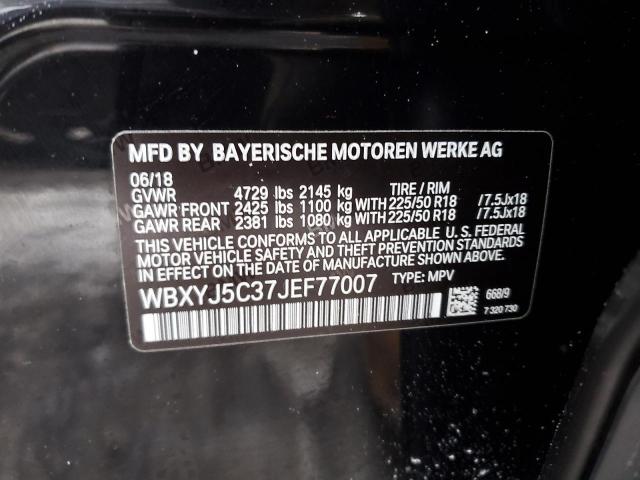 MFD BY BAYERISCHE MOTOREN WERKE AG
06/18
GVWR 4729 lbs 2145 kg TIRE / RIM
GAWR FRONT 2425 lbs 1100 kg WITH 225/50 R18 /7.5Jx18
GAWR REAR 2381 lbs 1080 kg WITH 225/50 R18 /7.5Jx18
THIS VEHICLE CONFORMS TO ALL APPLICABLE U. S. FEDERAL
MOTOR VEHICLE SAFETY AND THEFT PREVENTION STANDARDS
IN EFFECT ON THE DATE OF MANUFACTURE SHOWN ABOVE.
WBXYJ5C37JEF77007 TYPE: MPV
668/9
7 320 730